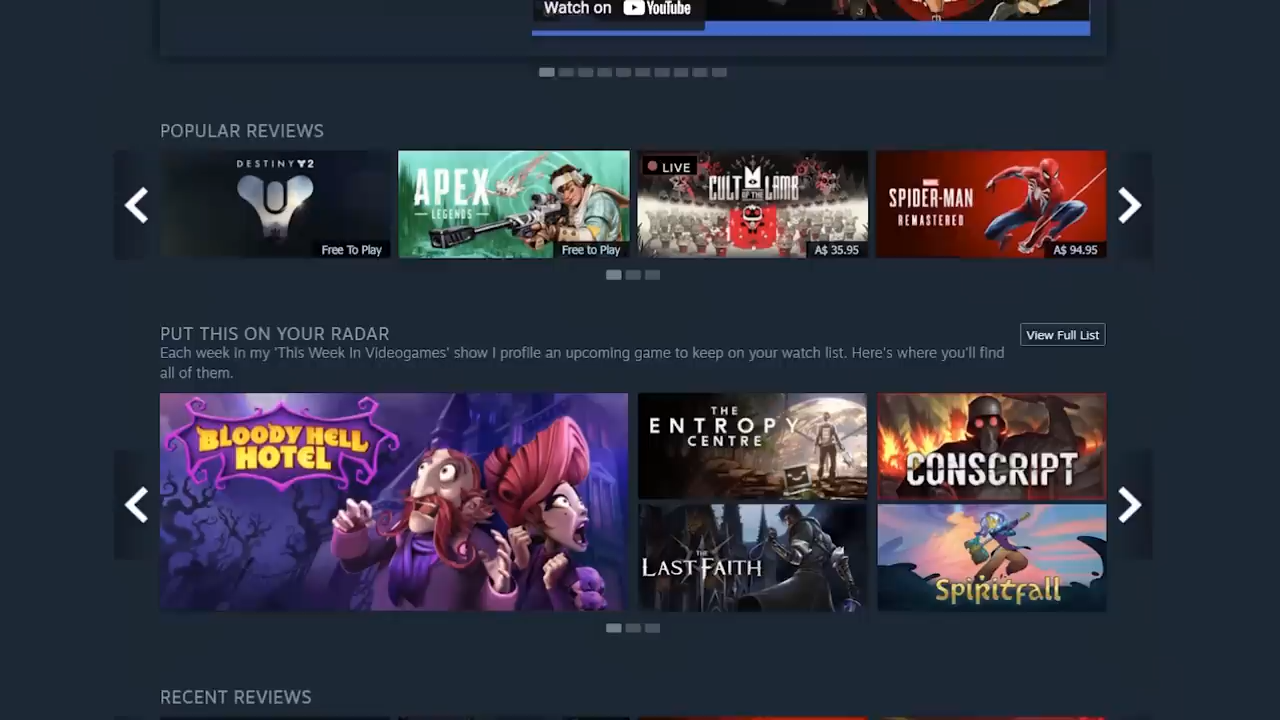 Watch on YouTube
POPULAR REVIEWS
DESTINY 2
Free To Play
APEX
LEGENDS
Free to Play
LIVE
CULT OF THE LAMB
A$ 35.95
MARVEL
SPIDER-MAN
REMASTERED
A$ 94.95
PUT THIS ON YOUR RADAR
View Full List
Each week in my 'This Week In Videogames' show I profile an upcoming game to keep on your watch list. Here's where you'll find
all of them.
BLOODY HELL
HOTEL
THE
ENTROPY
CENTRE
CONSCRIPT
THE
LAST FAITH
Spiritfall
RECENT REVIEWS